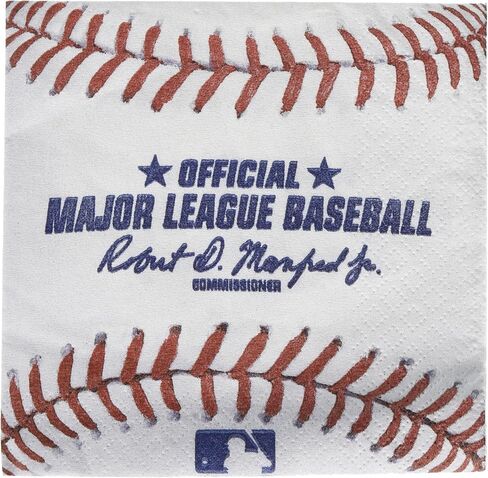 ★ OFFICIAL ★
MAJOR LEAGUE BASEBALL
Robert D. Manfred Jr.
COMMISSIONER